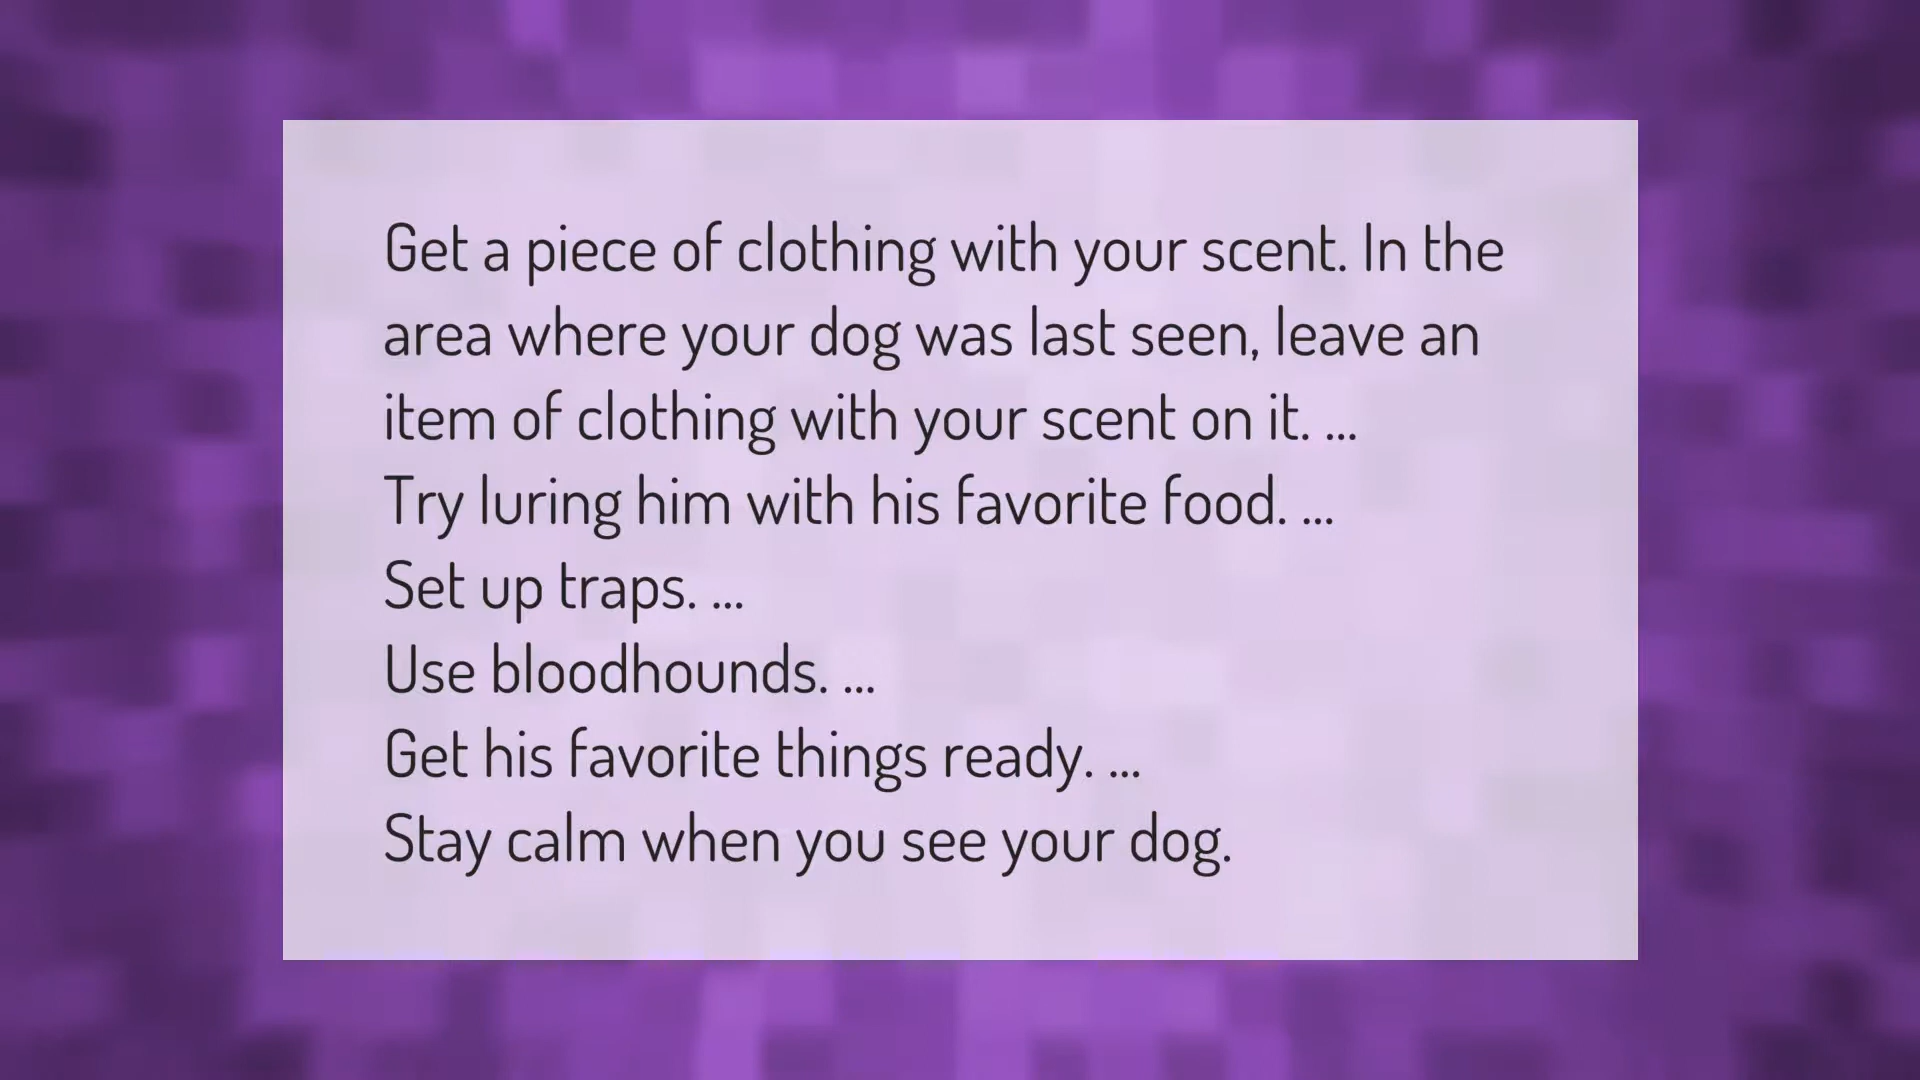 Get a piece of clothing with your scent. In the
area where your dog was last seen, leave an
item of clothing with your scent on it. ...
Try luring him with his favorite food. ...
Set up traps. ...
Use bloodhounds. ...
Get his favorite things ready. ...
Stay calm when you see your dog.